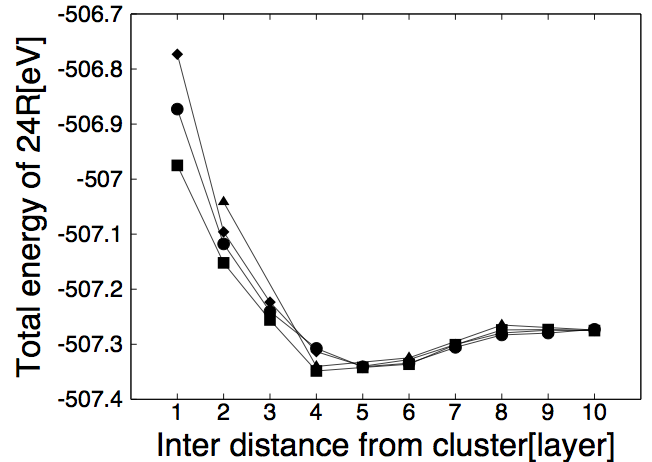 Total energy of 24R[eV]
-506.7
-506.8
-506.9
-507
-507.1
-507.2
-507.3
-507.4
1 2 3 4 5 6 7 8 9 10
Inter distance from cluster[layer]